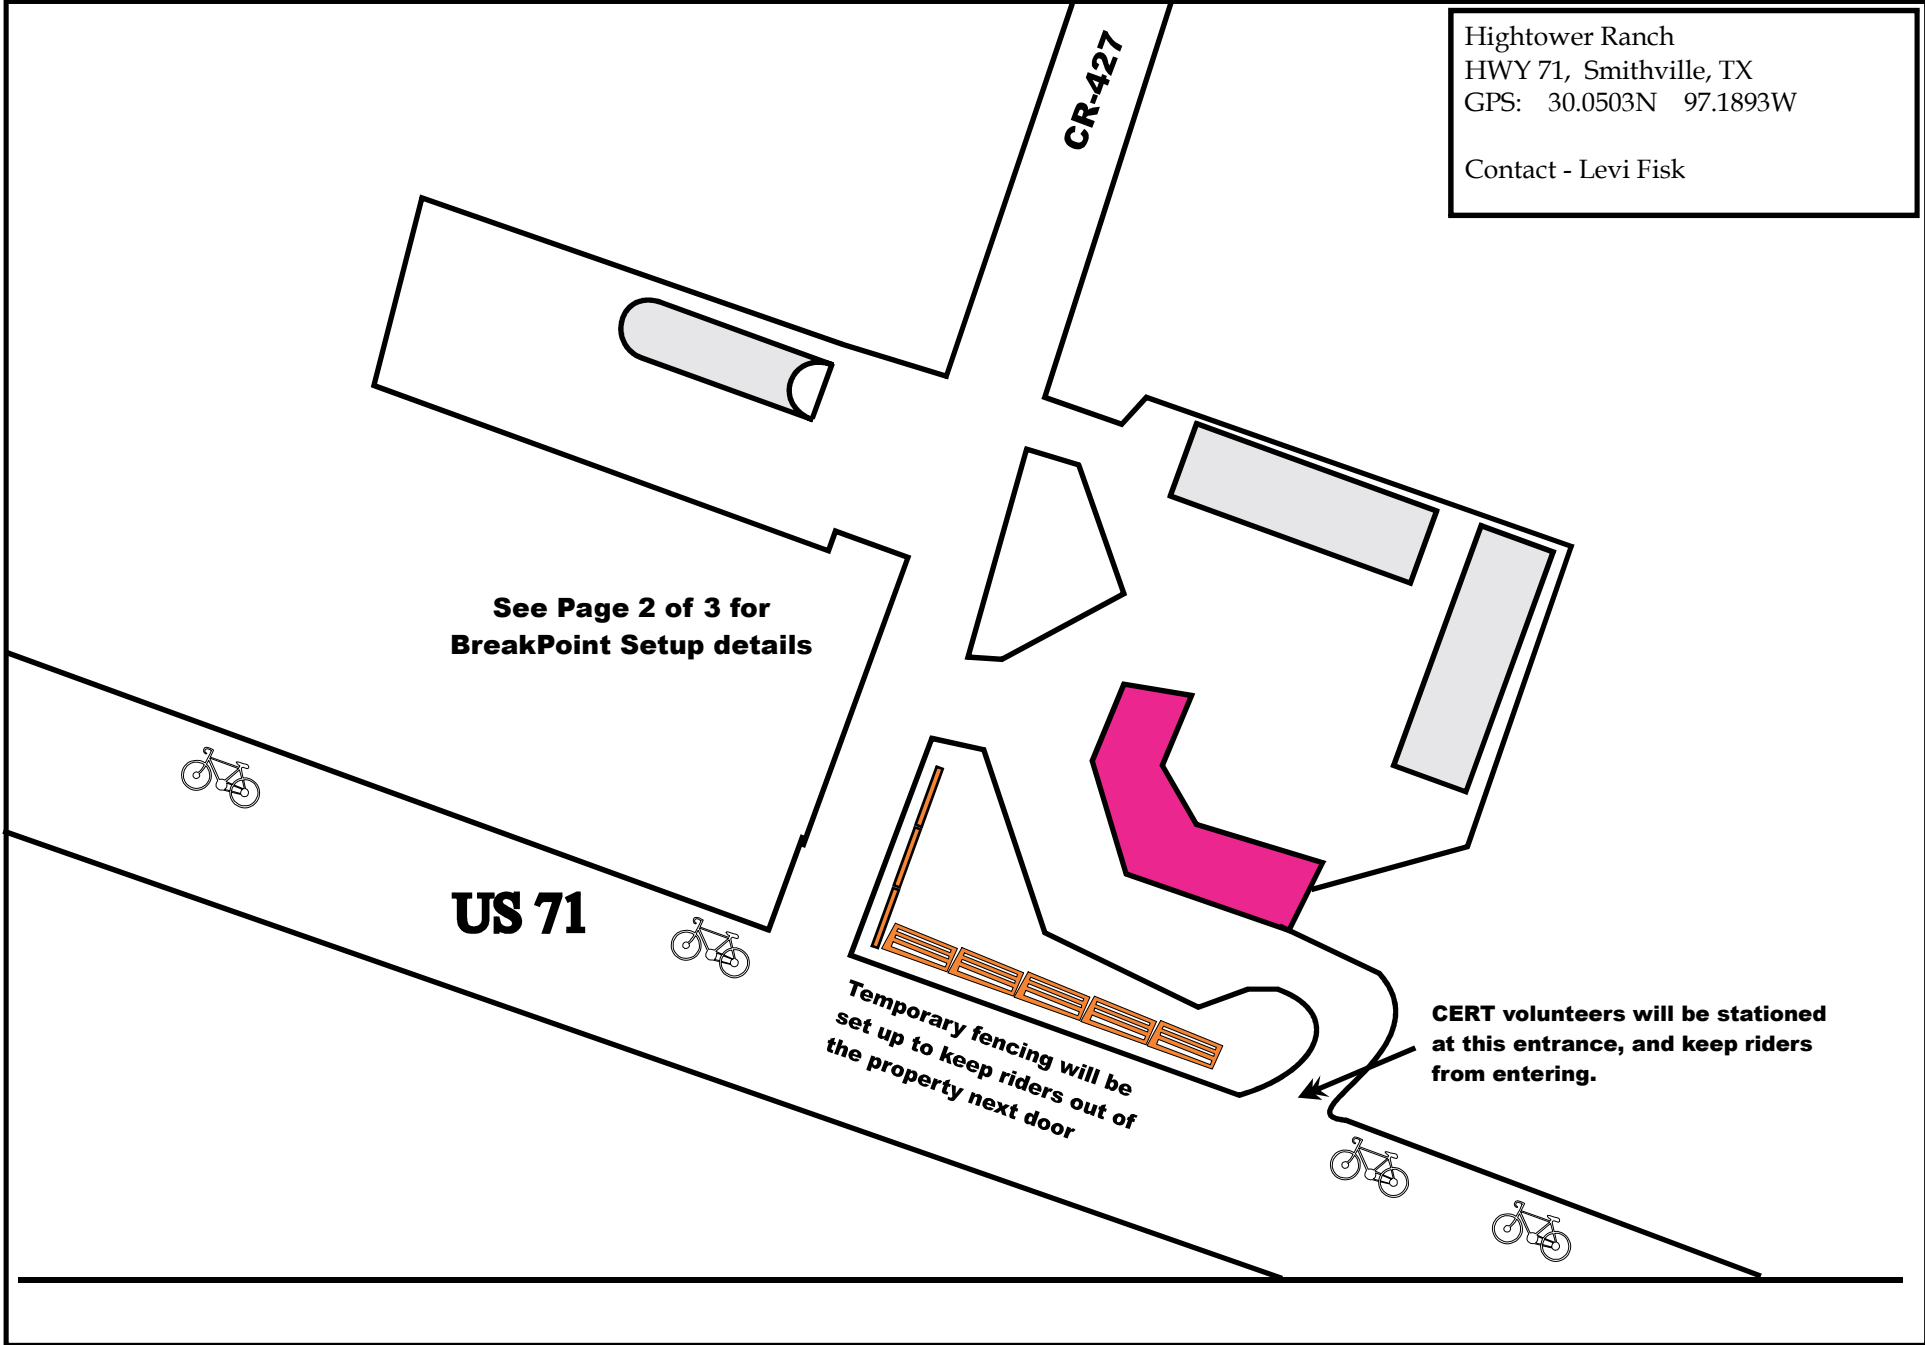 Hightower Ranch
HWY 71, Smithville, TX
GPS: 30.0503N 97.1893W
Contact - Levi Fisk
CR-427
See Page 2 of 3 for
BreakPoint Setup details
US 71
Temporary fencing will be
set up to keep riders out of
the property next door
CERT volunteers will be stationed
at this entrance, and keep riders
from entering.